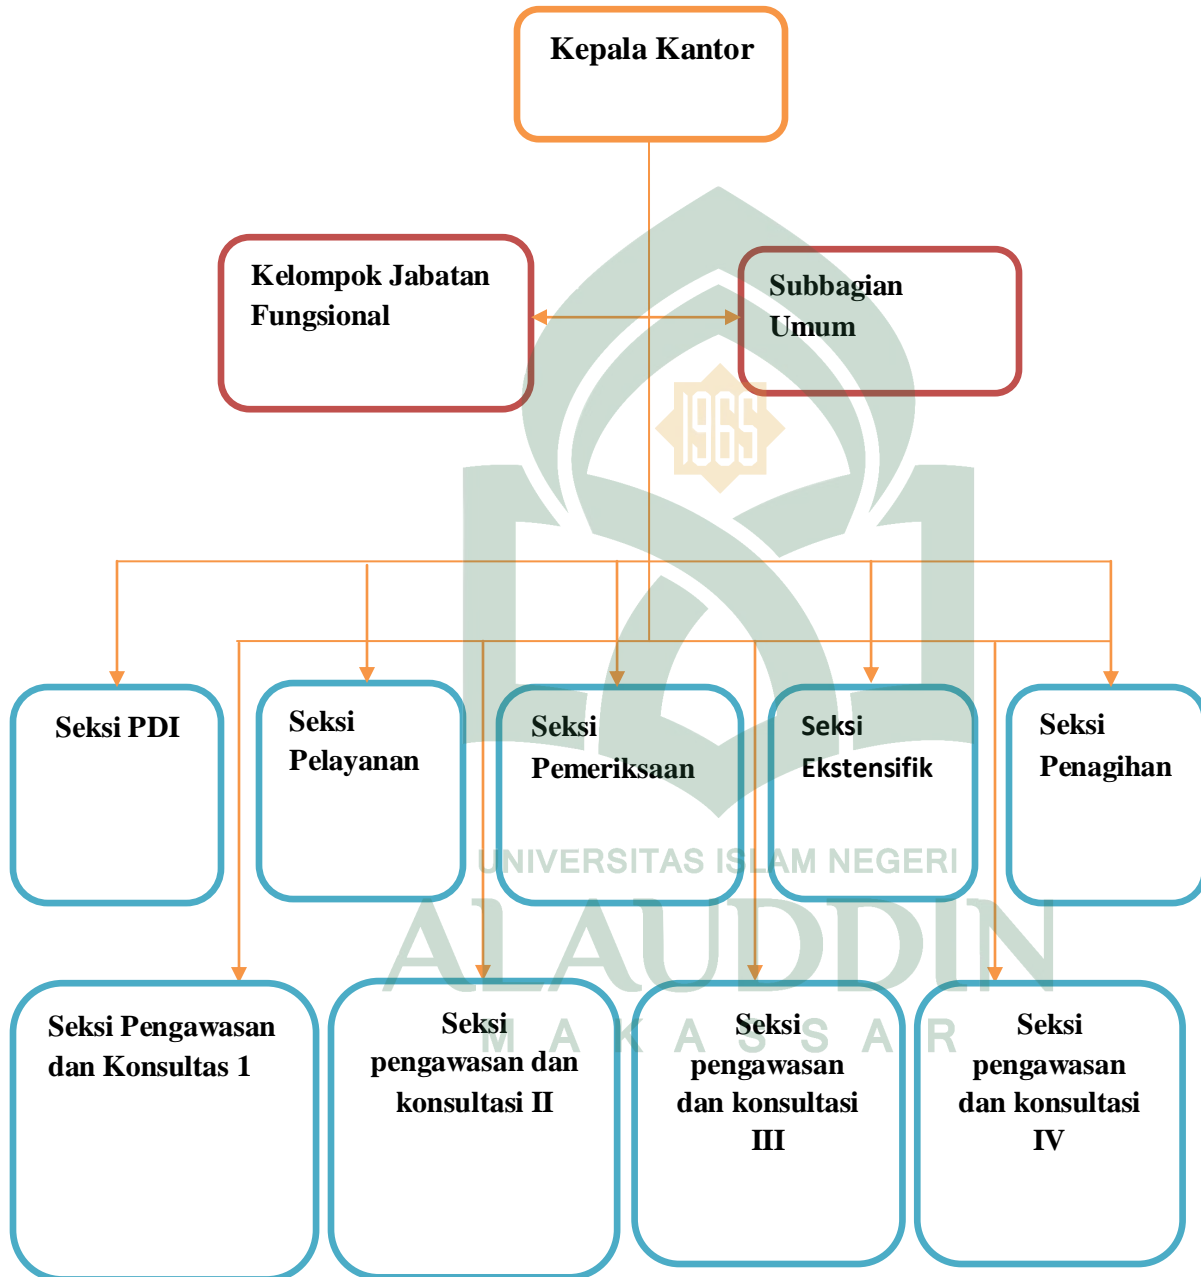 Kepala Kantor
Kelompok Jabatan
Fungsional
Subbagian
Umum
1965
Seksi PDI
Seksi
Pelayanan
Seksi
Pemeriksaan
Seksi
Ekstensifik
Seksi
Penagihan
UNIVERSITAS ISLAM NEGERI
ALAUDDIN
MAKASSAR
Seksi Pengawasan
dan Konsultas 1
Seksi
pengawasan dan
konsultasi II
Seksi
pengawasan
dan konsultasi
III
Seksi
pengawasan
dan konsultasi
IV